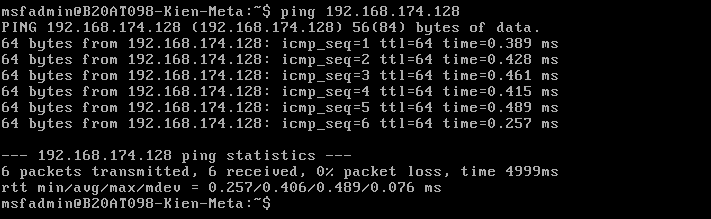 msfadmin@B20AT098-Kien-Meta:~$ ping 192.168.174.128
PING 192.168.174.128 (192.168.174.128) 56(84) bytes of data.
64 bytes from 192.168.174.128: icmp_seq=1 ttl=64 time=0.389 ms
64 bytes from 192.168.174.128: icmp_seq=2 ttl=64 time=0.428 ms
64 bytes from 192.168.174.128: icmp_seq=3 ttl=64 time=0.461 ms
64 bytes from 192.168.174.128: icmp_seq=4 ttl=64 time=0.415 ms
64 bytes from 192.168.174.128: icmp_seq=5 ttl=64 time=0.489 ms
64 bytes from 192.168.174.128: icmp_seq=6 ttl=64 time=0.257 ms
--- 192.168.174.128 ping statistics ---
6 packets transmitted, 6 received, 0% packet loss, time 4999ms
rtt min/avg/max/mdev = 0.257/0.406/0.489/0.076 ms
msfadmin@B20AT098-Kien-Meta:~$